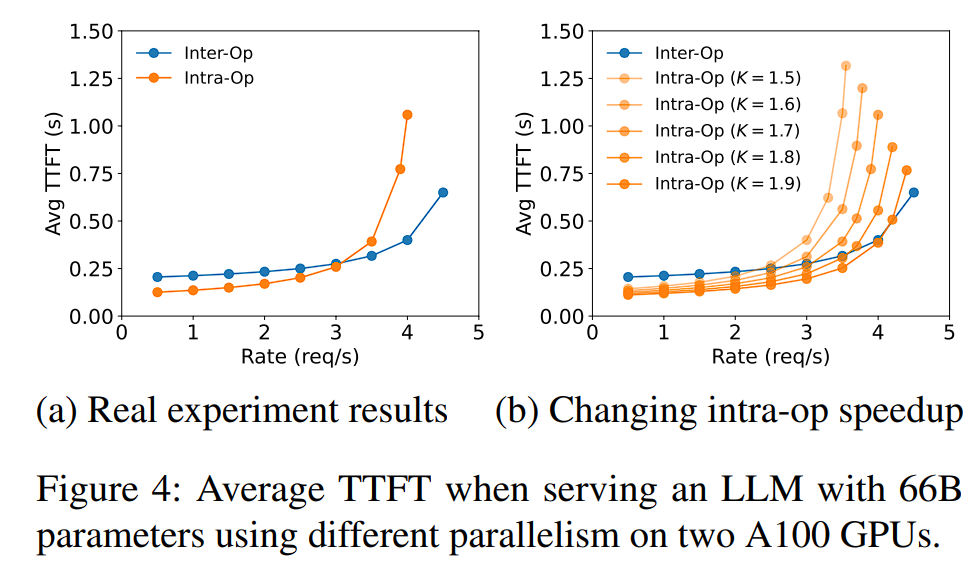 1.50
1.25
1.00
0.75
0.50
0.25
0.00
Avg TTFT (s)
Inter-Op
Intra-Op
0 1 2 3 4 5
Rate (req/s)
(a) Real experiment results
1.50
1.25
1.00
0.75
0.50
0.25
0.00
Avg TTFT (s)
Inter-Op
Intra-Op (K = 1.5)
Intra-Op (K = 1.6)
Intra-Op (K = 1.7)
Intra-Op (K = 1.8)
Intra-Op (K = 1.9)
0 1 2 3 4 5
Rate (req/s)
(b) Changing intra-op speedup
Figure 4: Average TTFT when serving an LLM with 66B
parameters using different parallelism on two A100 GPUs.